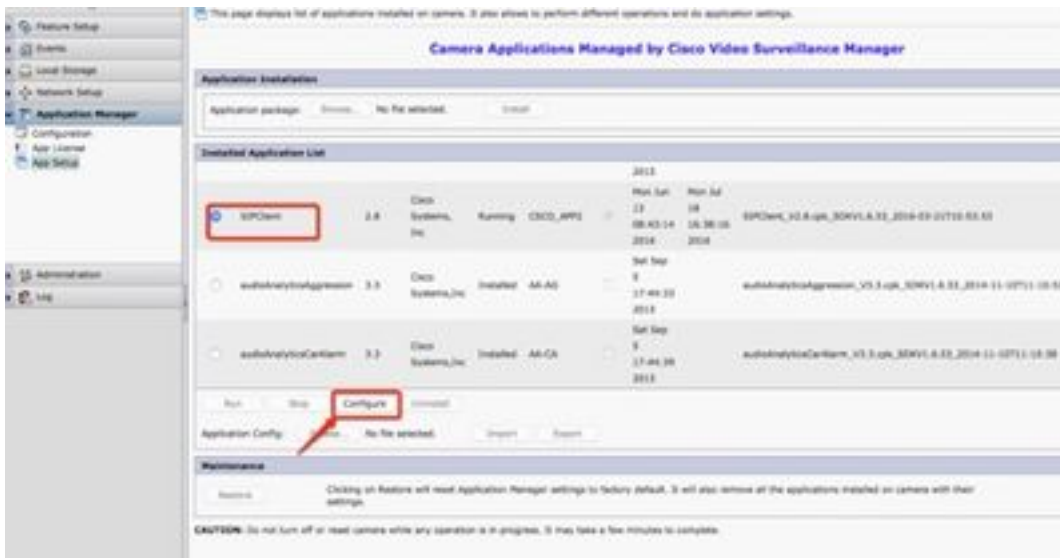 This page displays list of applications installed on camera. It also allows to perform different operations and do application settings.
Feature Setup
Events
Local Storage
Network Setup
Application Manager
Configuration
App License
App Setup
Administration
Log
Camera Applications Managed by Cisco Video Surveillance Manager
Application Installation
Application package: Browse... No file selected. Install
Installed Application List
2015
SIPClient 2.8 Cisco Systems, Inc Running CSCO_APP2 Mon Jun 13 08:43:14 2016 Mon Jul 18 16:38:16 2016
audioAnalyticsAggression 3.3 Cisco Systems,Inc Installed AA-AG Sat Sep 5 2015
audioAnalyticsCarAlarm 3.3 Cisco Systems,Inc Installed AA-CA Sat Sep 5 2015
Run Stop Configure Uninstall
Application Config: No file selected. Import Export
Maintenance
Restore
Clicking on Restore will reset Application Manager settings to factory default. It will also remove all the applications installed on camera with their
settings.
CAUTION: Do not turn off or reset camera while any operation is in progress. It may take a few minutes to complete.